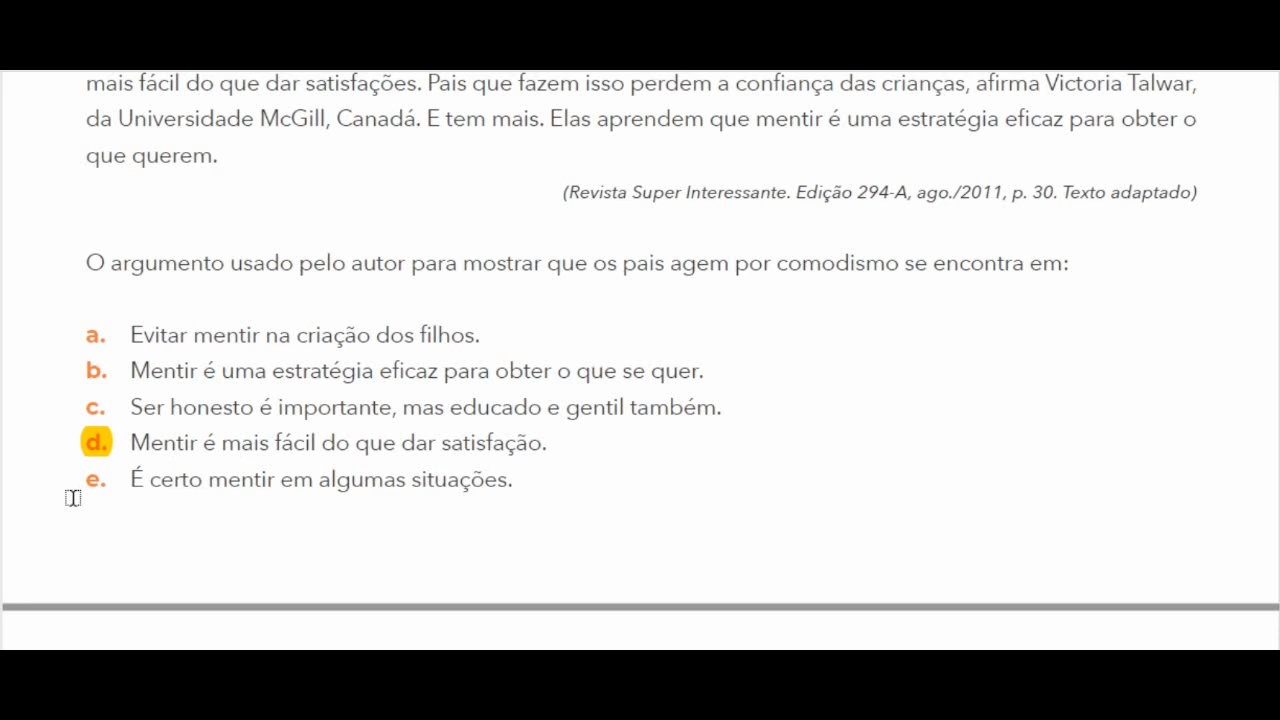 mais fácil do que dar satisfações. Pais que fazem isso perdem a confiança das crianças, afirma Victoria Talwar,
da Universidade McGill, Canadá. E tem mais. Elas aprendem que mentir é uma estratégia eficaz para obter o
que querem.
(Revista Super Interessante. Edição 294-A, ago./2011, p. 30. Texto adaptado)
O argumento usado pelo autor para mostrar que os pais agem por comodismo se encontra em:
a. Evitar mentir na criação dos filhos.
b. Mentir é uma estratégia eficaz para obter o que se quer.
c. Ser honesto é importante, mas educado e gentil também.
d. Mentir é mais fácil do que dar satisfação.
e. É certo mentir em algumas situações.